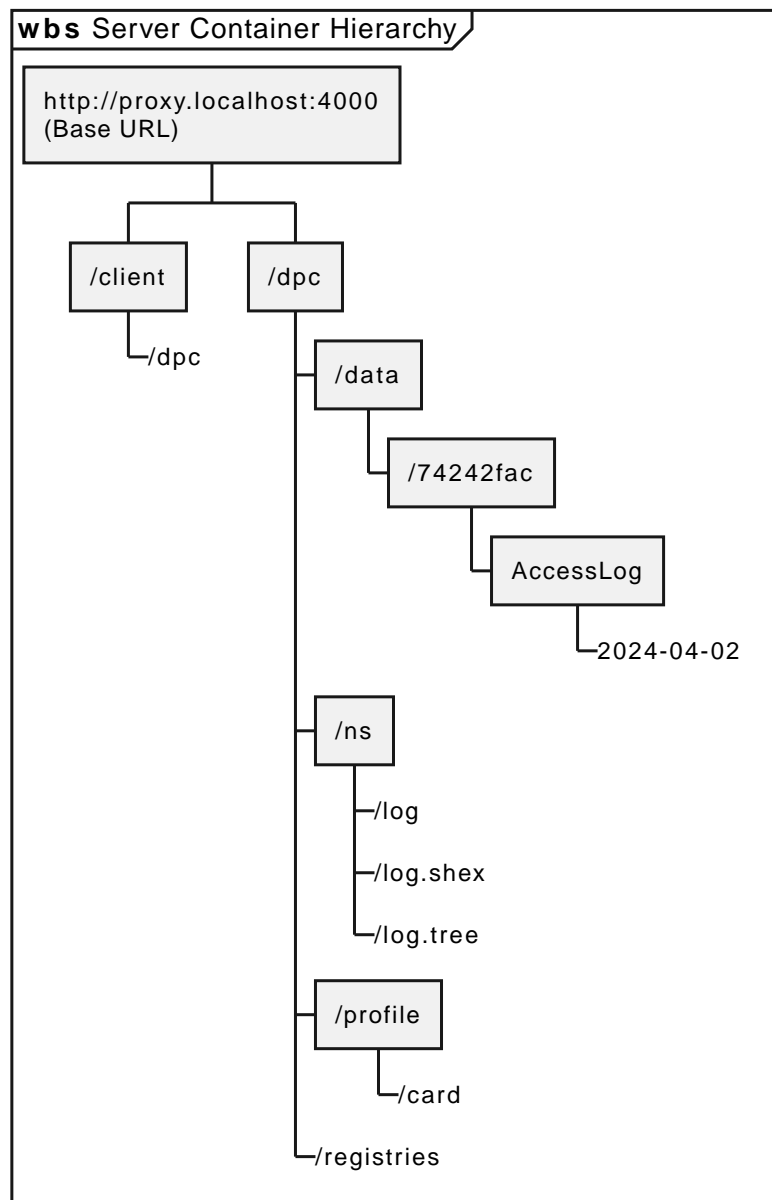 wbs Server Container Hierarchy
http://proxy.localhost:4000
(Base URL)
/client
/dpc
/dpc
/data
/74242fac
AccessLog
2024-04-02
/ns
/log
/log.shex
/log.tree
/profile
/card
/registries